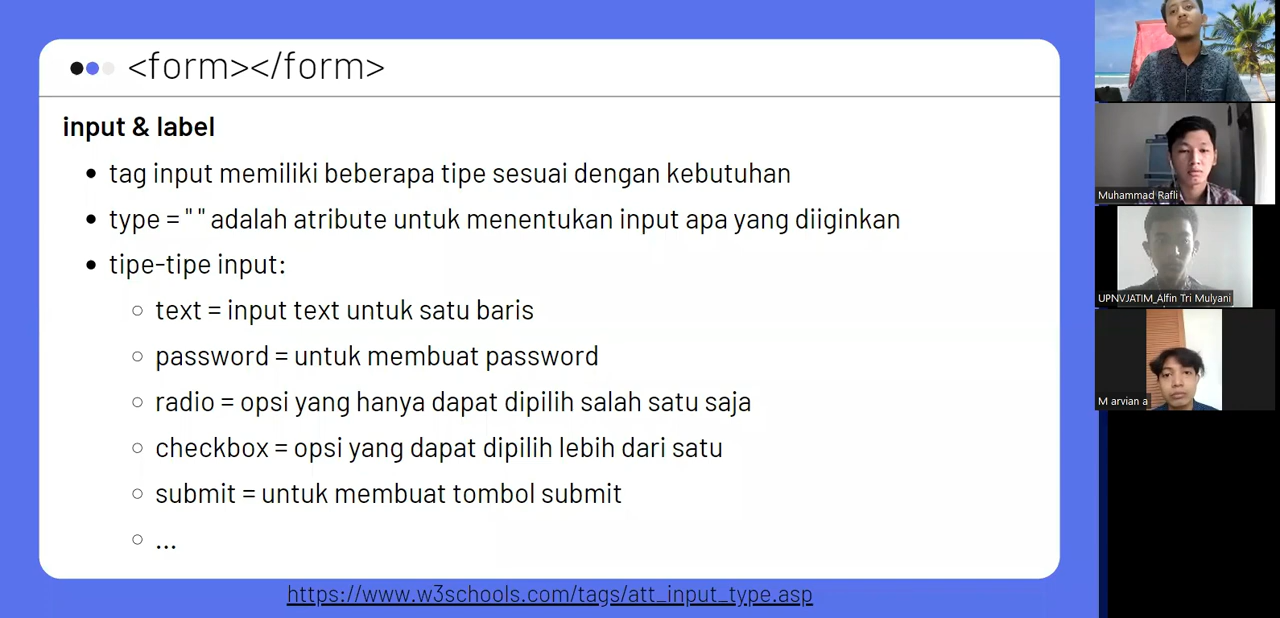 <form></form>
input & label
tag input memiliki beberapa tipe sesuai dengan kebutuhan
type = " " adalah atribute untuk menentukan input apa yang diiginkan
tipe-tipe input:
text = input text untuk satu baris
password = untuk membuat password
radio = opsi yang hanya dapat dipilih salah satu saja
checkbox = opsi yang dapat dipilih lebih dari satu
submit = untuk membuat tombol submit
...
https://www.w3schools.com/tags/att_input_type.asp
Muhammad Rafli
UPNVJATIM_Alfin Tri Mulyani
M arvian a